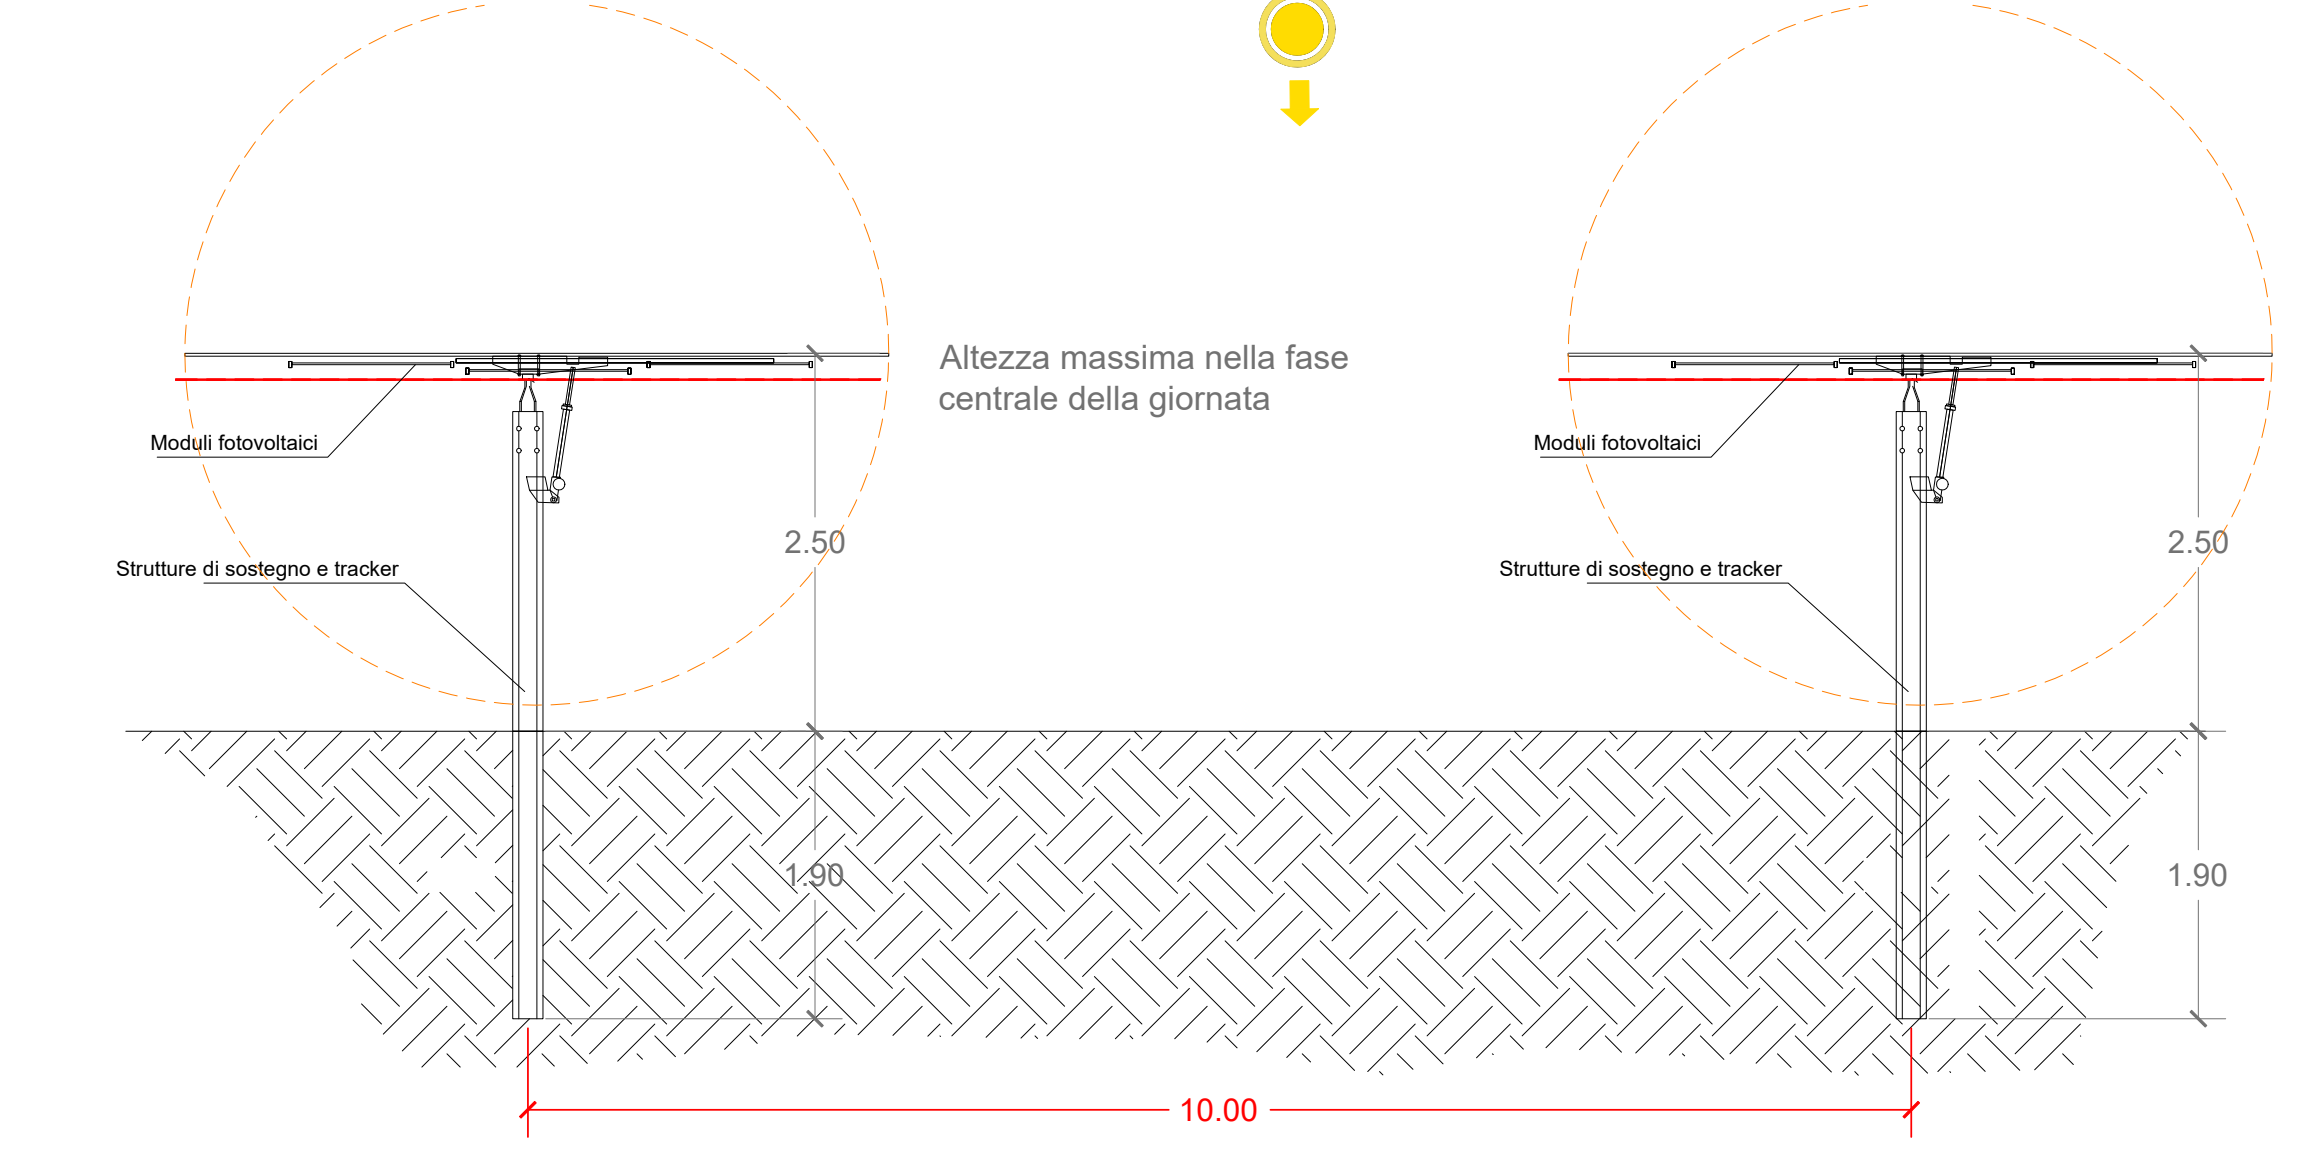 Altezza massima nella fase
centrale della giornata
Moduli fotovoltaici
Moduli fotovoltaici
2.50
2.50
Strutture di sostegno e tracker
Strutture di sostegno e tracker
1.90
1.90
10.00